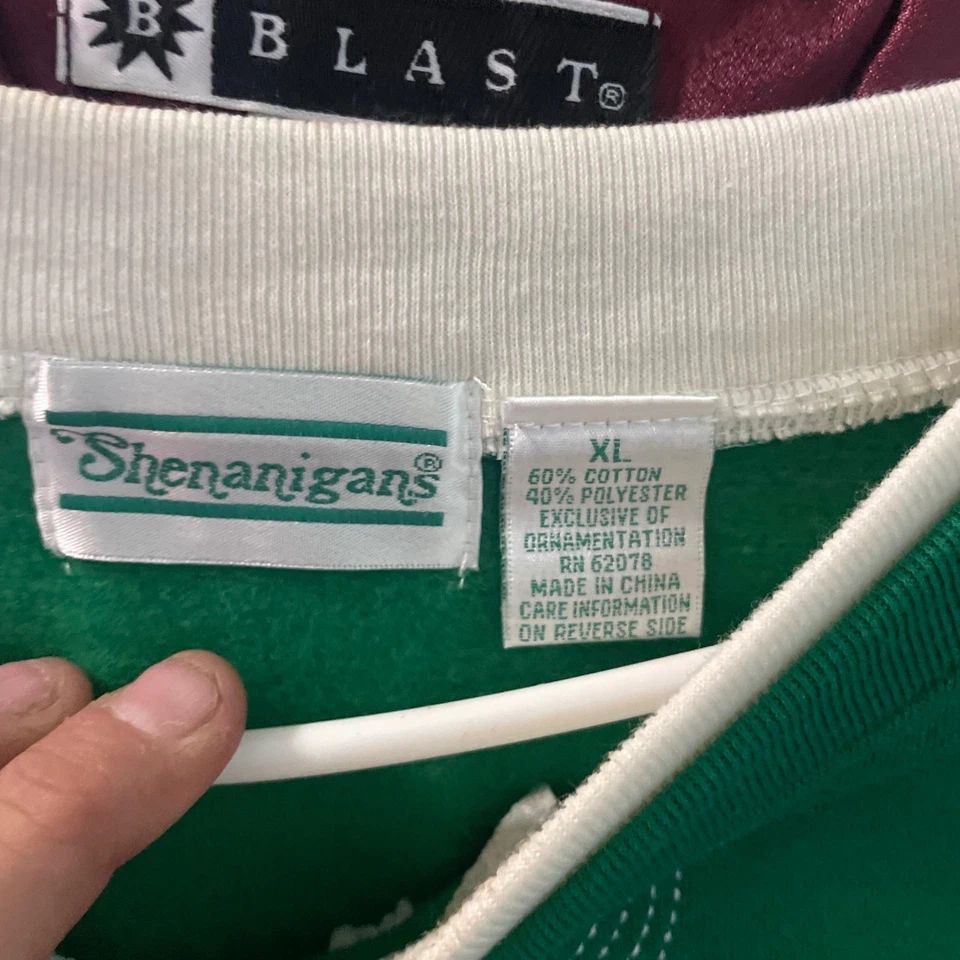 B BLAST®
Shenanigans®
XL
60% COTTON
40% POLYESTER
EXCLUSIVE OF
ORNAMENTATION
RN 62078
MADE IN CHINA
CARE INFORMATION
ON REVERSE SIDE